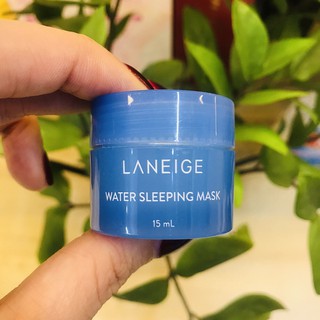 LANEIGE
WATER SLEEPING MASK
15 mL